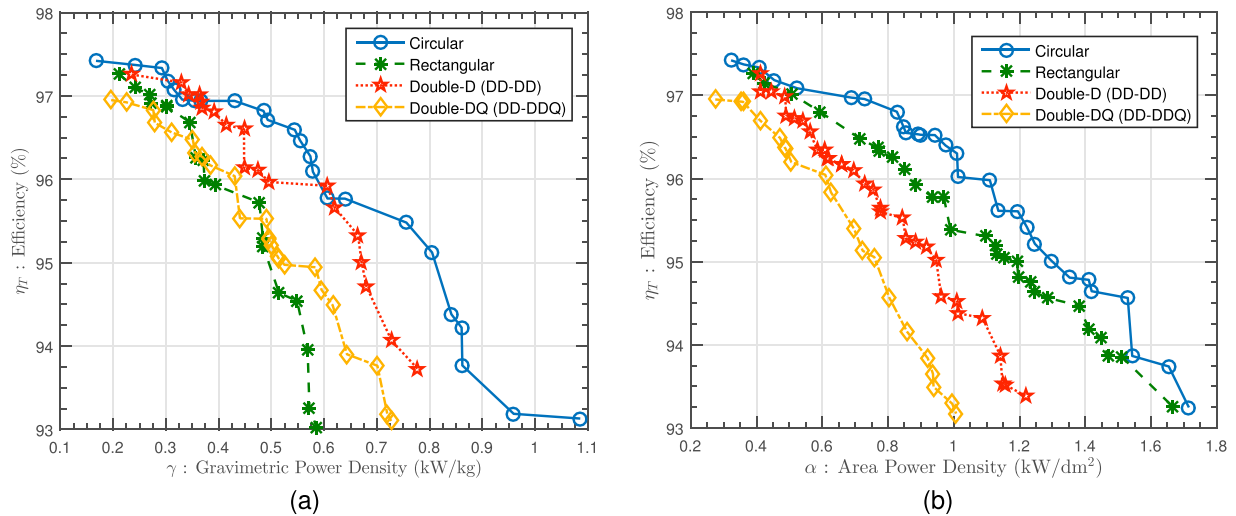 98
97
96
95
94
93
η_T : Efficiency (%)
0.1 0.2 0.3 0.4 0.5 0.6 0.7 0.8 0.9 1 1.1
γ : Gravimetric Power Density (kW/kg)
Circular
Rectangular
Double-D (DD-DD)
Double-DQ (DD-DDQ)
(a)
98
97
96
95
94
93
η_T : Efficiency (%)
0.2 0.4 0.6 0.8 1 1.2 1.4 1.6 1.8
α : Area Power Density (kW/dm²)
Circular
Rectangular
Double-D (DD-DD)
Double-DQ (DD-DDQ)
(b)